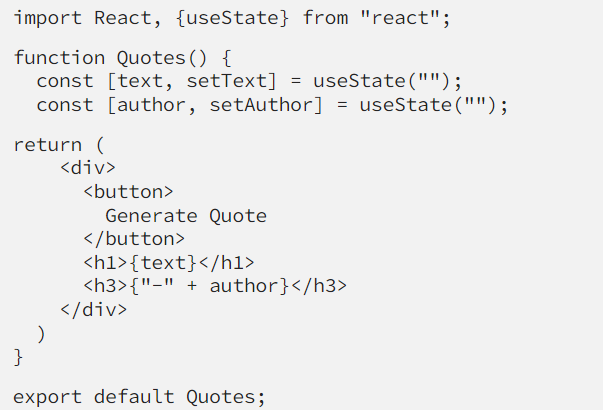 import React, {useState} from "react";
function Quotes() {
  const [text, setText] = useState("");
  const [author, setAuthor] = useState("");
return (
    <div>
      <button>
        Generate Quote
      </button>
      <h1>{text}</h1>
      <h3>{"-" + author}</h3>
    </div>
  )
}
export default Quotes;